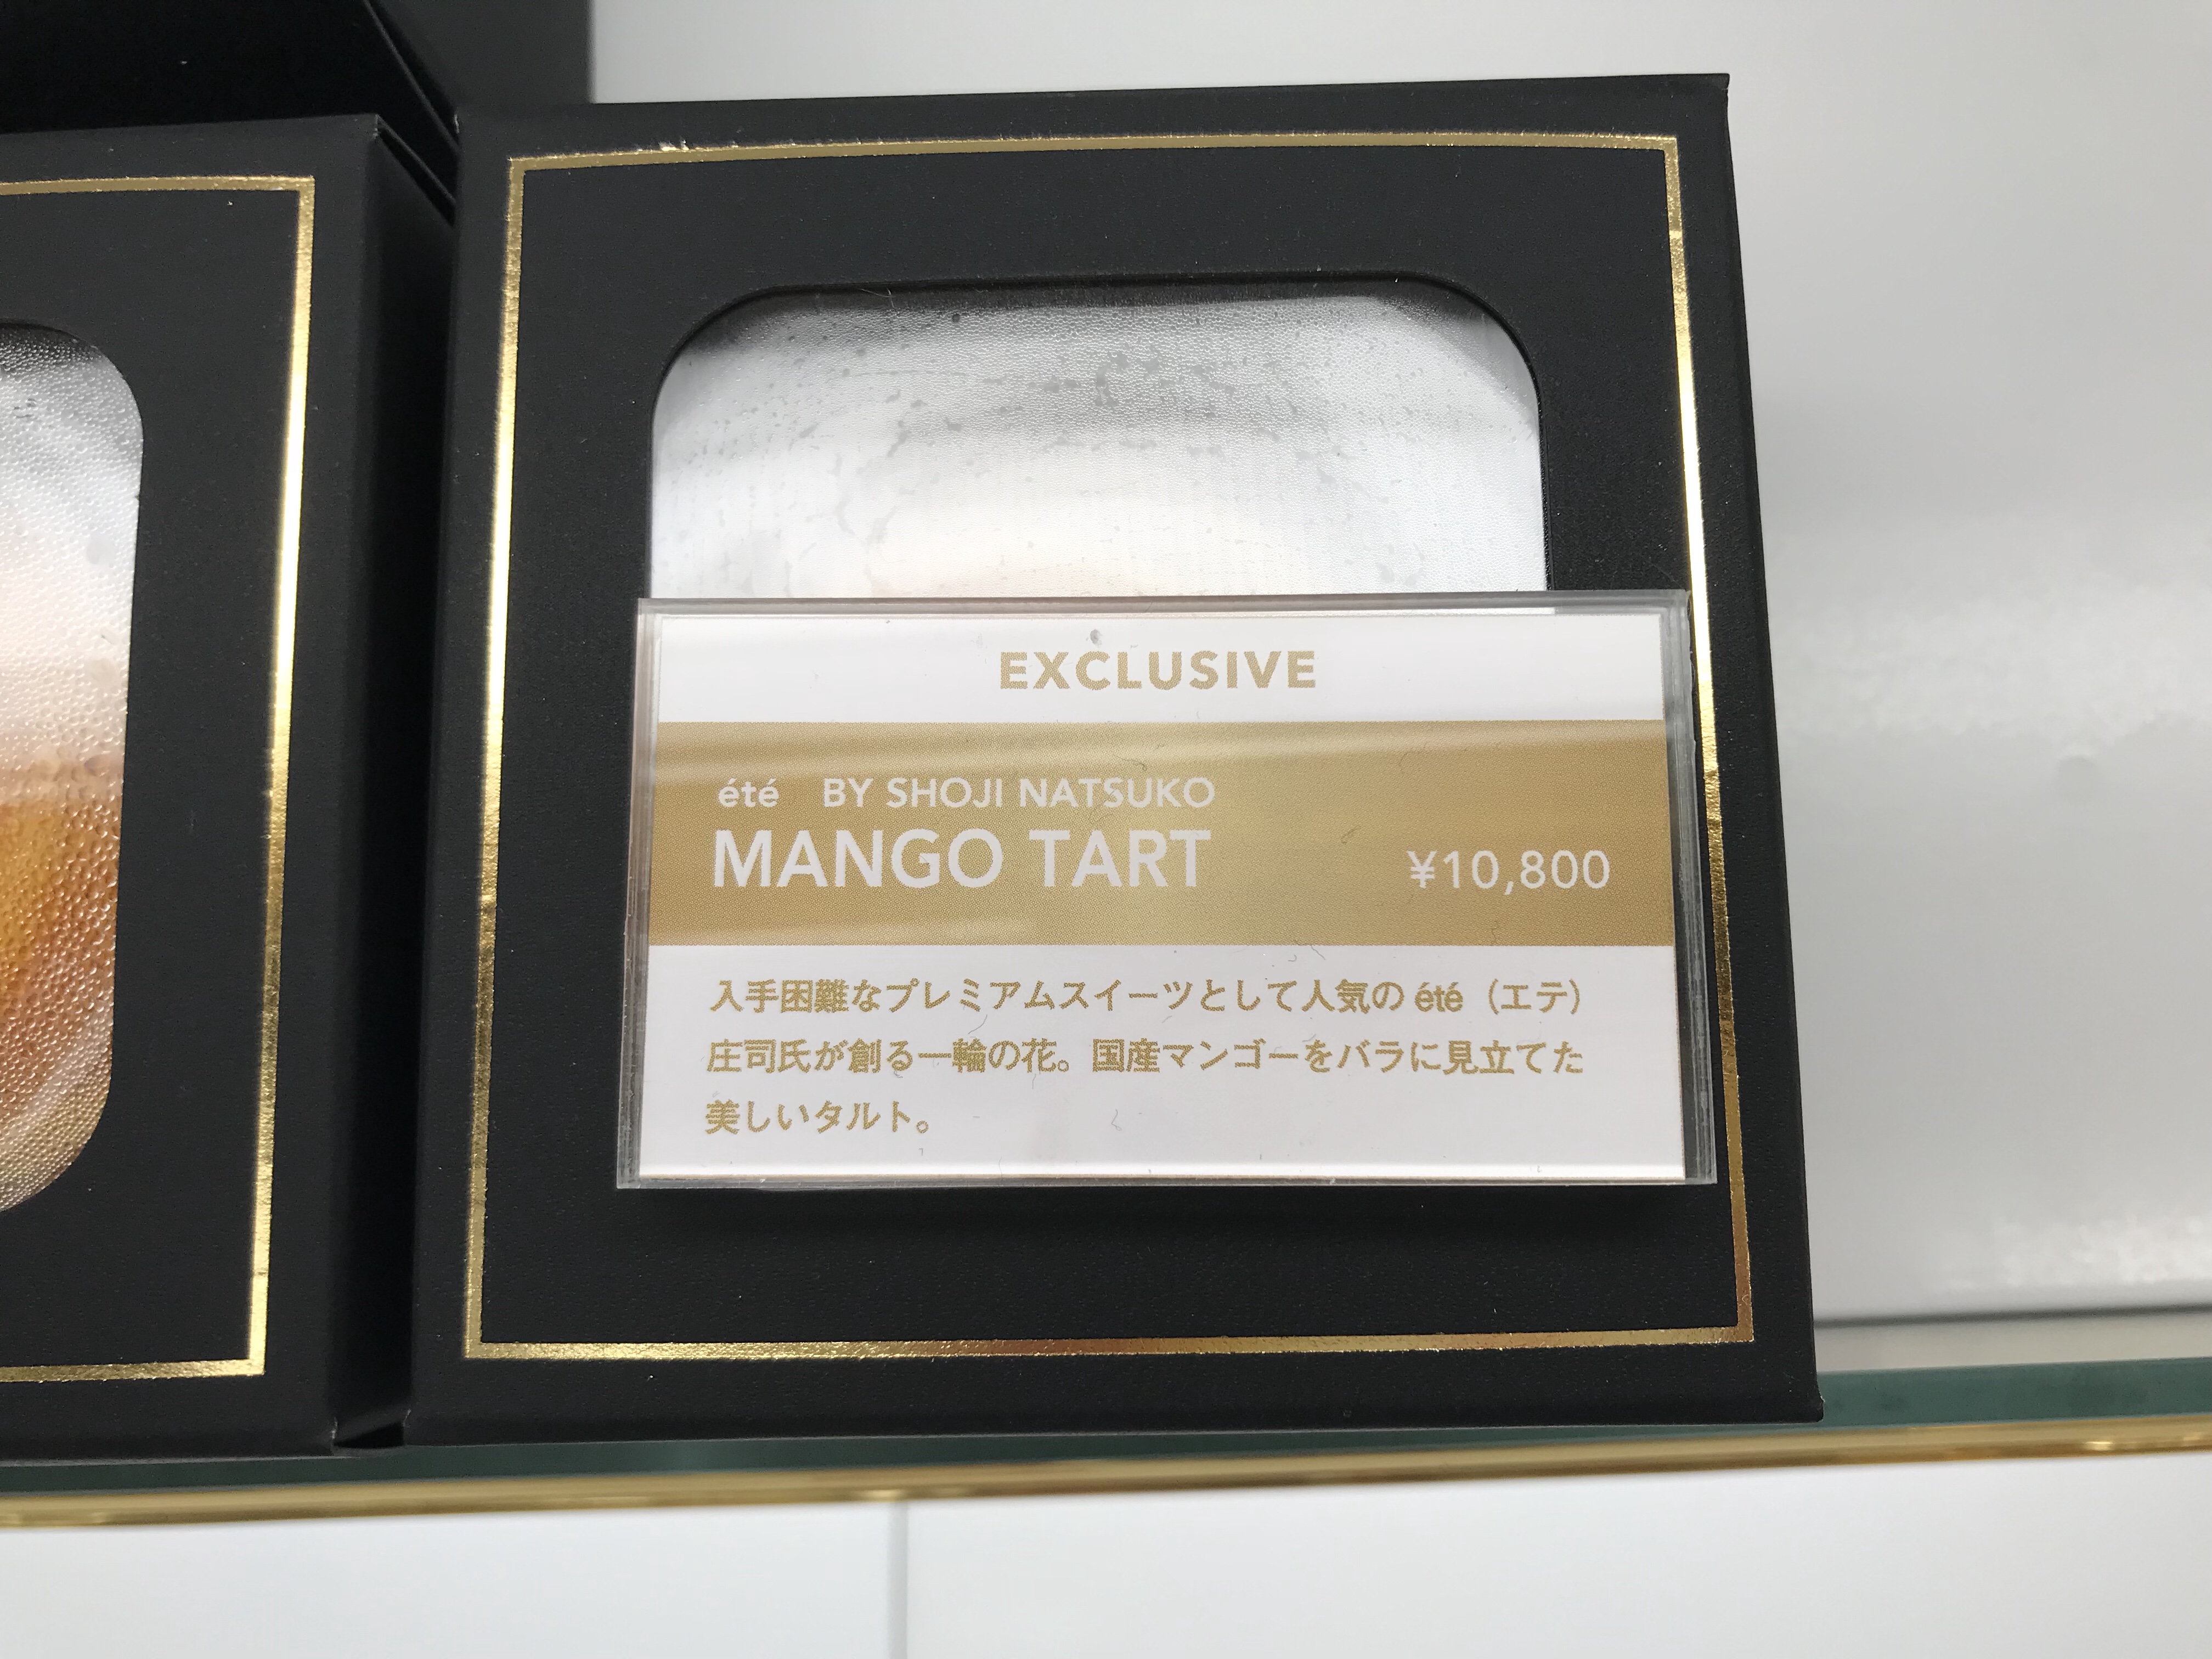 EXCLUSIVE
été BY SHOJI NATSUKO
MANGO TART ¥10,800
入手困難なプレミアムスイーツとして人気の été（エテ）
庄司氏が創る一輪の花。国産マンゴーをバラに見立てた
美しいタルト。